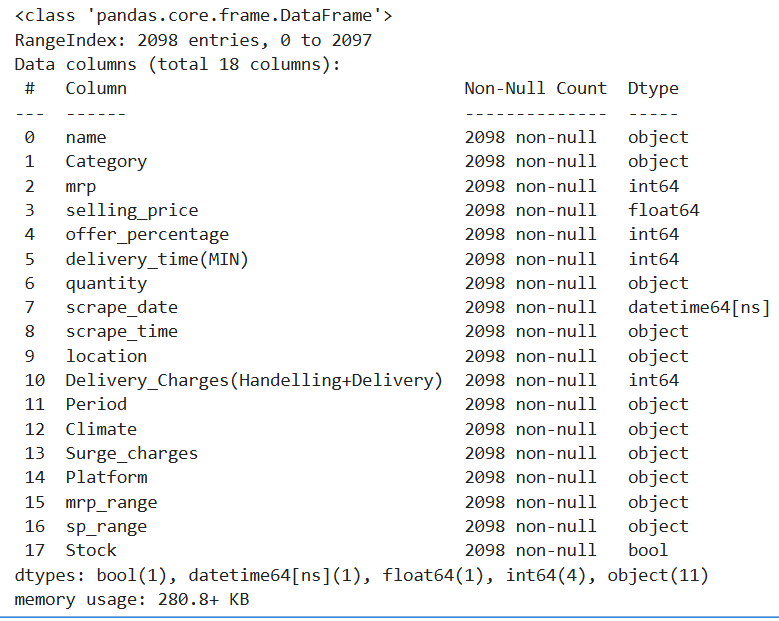 <class 'pandas.core.frame.DataFrame'>
RangeIndex: 2098 entries, 0 to 2097
Data columns (total 18 columns):
 #   Column                                 Non-Null Count  Dtype
---  ------                                 --------------  -----
 0   name                                   2098 non-null   object
 1   Category                               2098 non-null   object
 2   mrp                                    2098 non-null   int64
 3   selling_price                          2098 non-null   float64
 4   offer_percentage                       2098 non-null   int64
 5   delivery_time(MIN)                     2098 non-null   int64
 6   quantity                               2098 non-null   object
 7   scrape_date                            2098 non-null   datetime64[ns]
 8   scrape_time                            2098 non-null   object
 9   location                               2098 non-null   object
 10  Delivery_Charges(Handelling+Delivery)  2098 non-null   int64
 11  Period                                 2098 non-null   object
 12  Climate                                2098 non-null   object
 13  Surge_charges                          2098 non-null   object
 14  Platform                               2098 non-null   object
 15  mrp_range                              2098 non-null   object
 16  sp_range                               2098 non-null   object
 17  Stock                                  2098 non-null   bool
dtypes: bool(1), datetime64[ns](1), float64(1), int64(4), object(11)
memory usage: 280.8+ KB